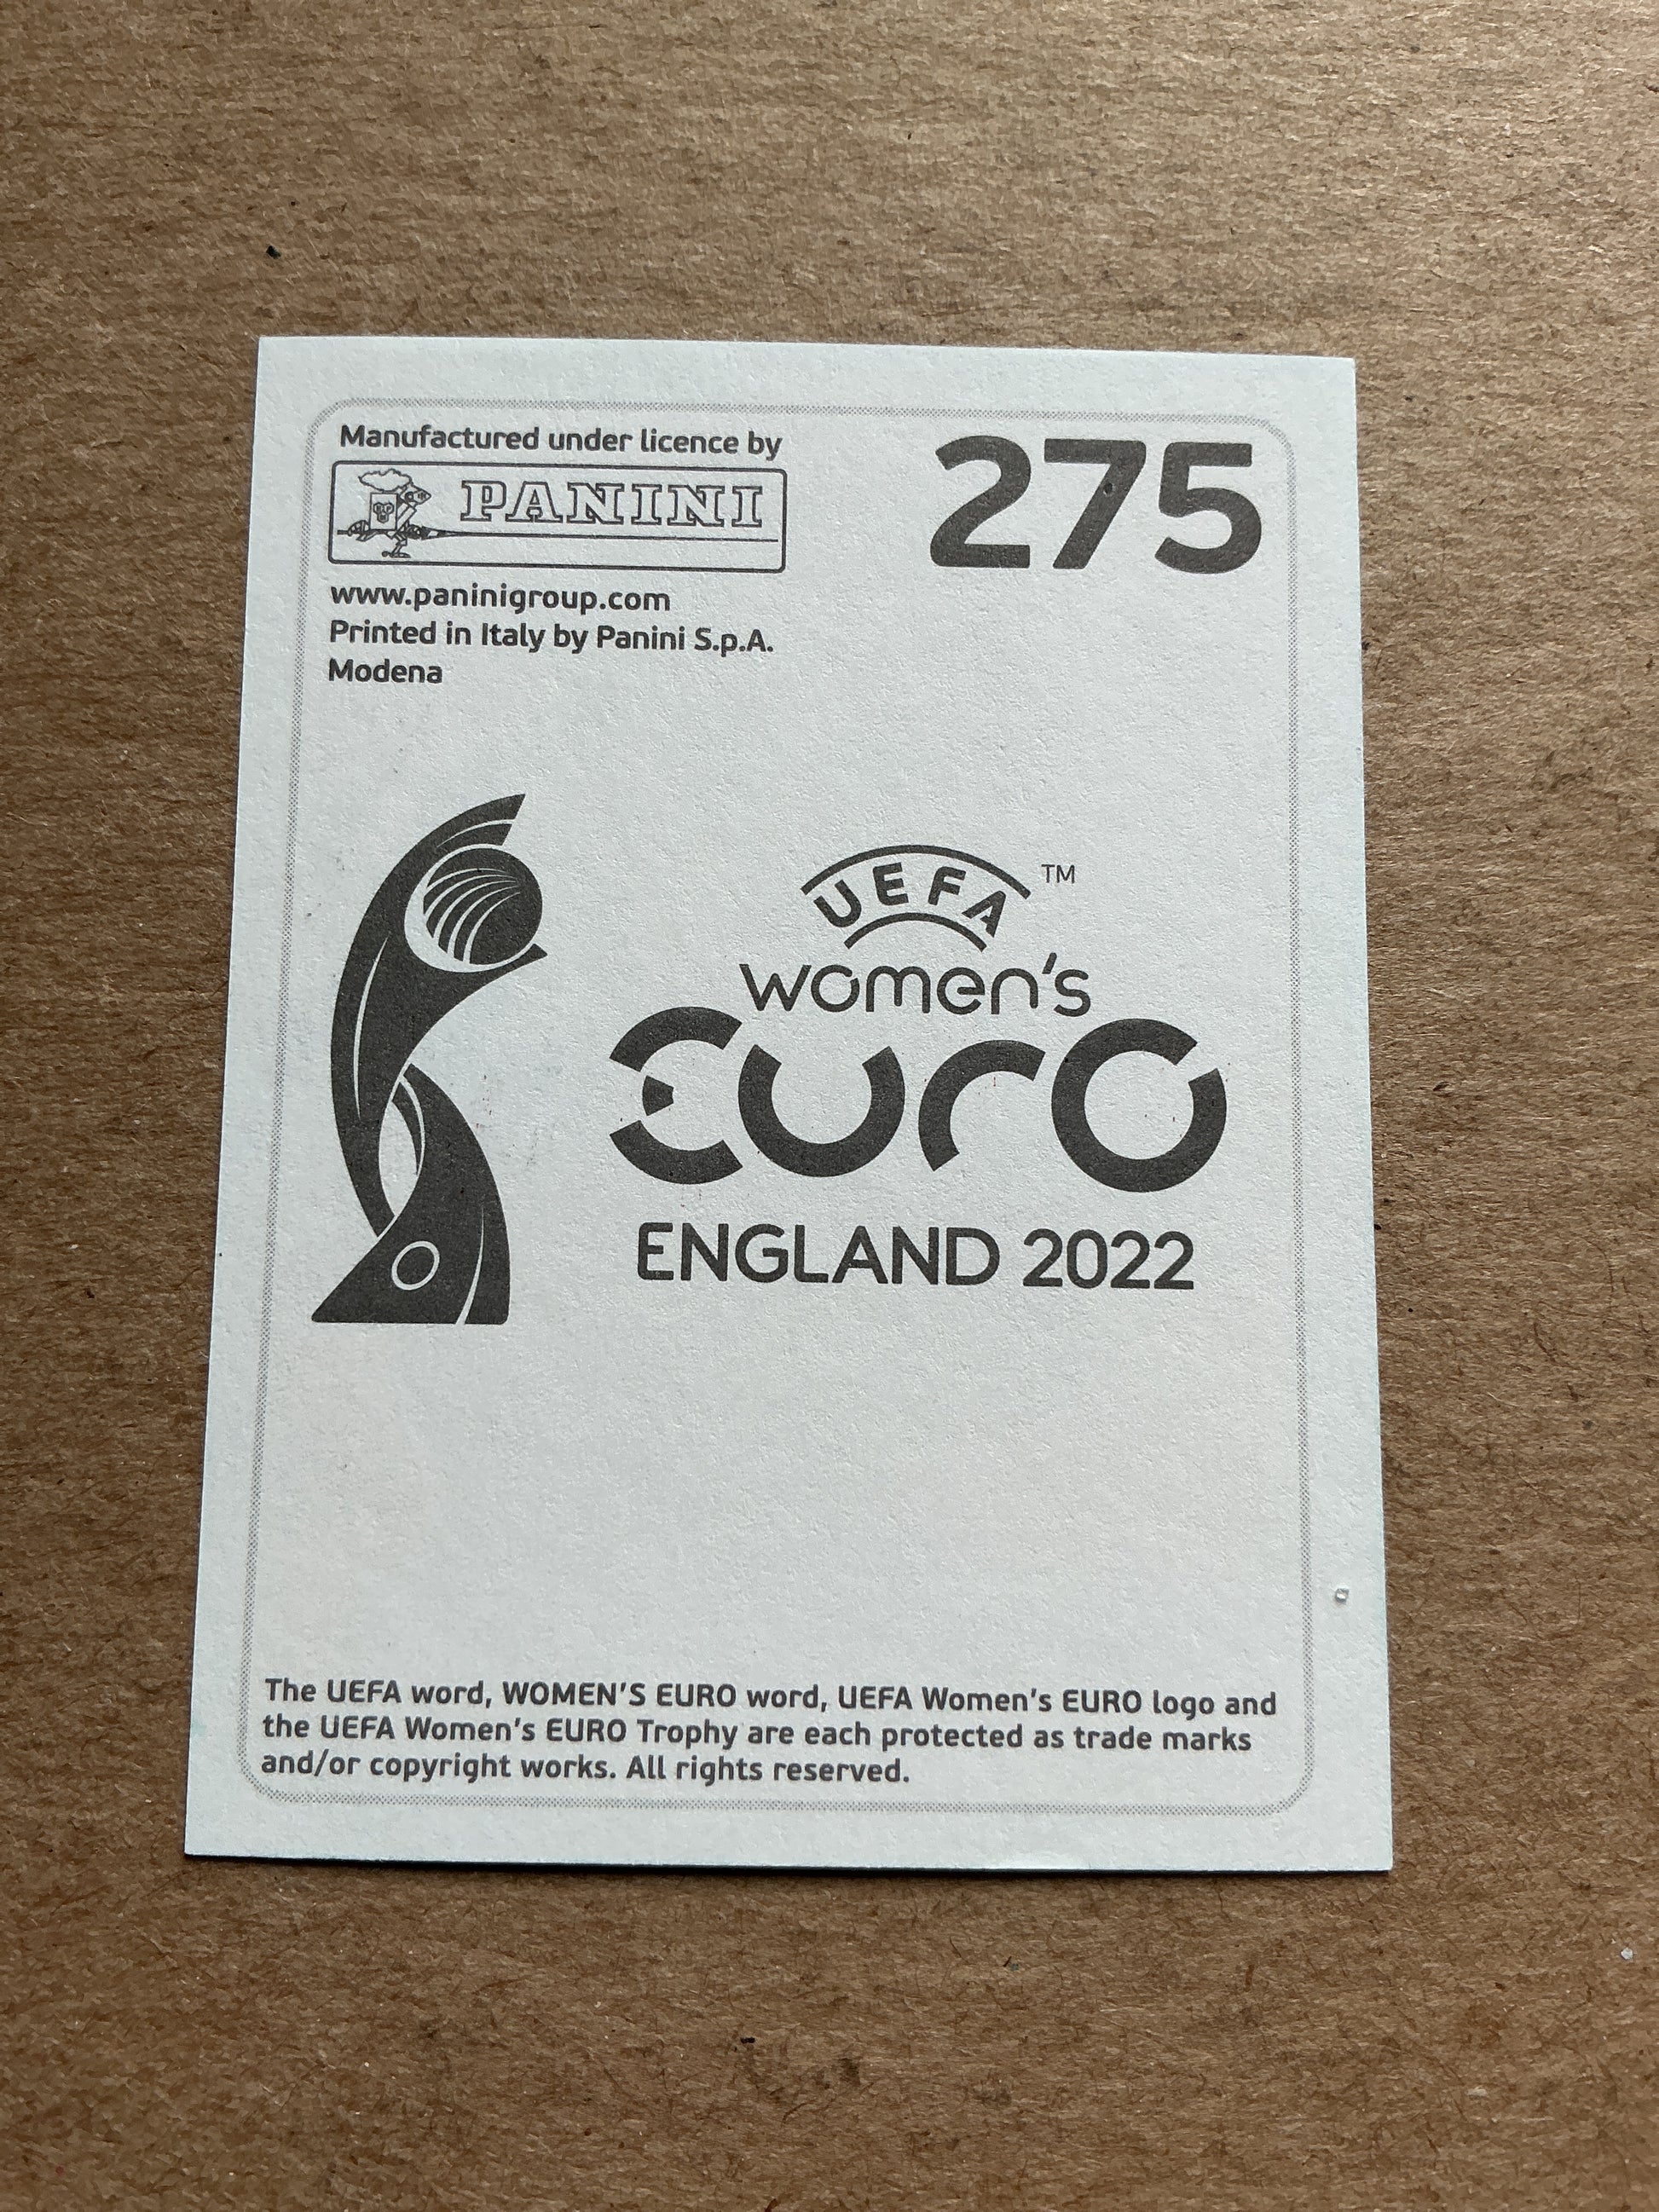 Manufactured under licence by
PANINI
275
www.paninigroup.com
Printed in Italy by Panini S.p.A.
Modena
UEFA ™
women's
euro
ENGLAND 2022
The UEFA word, WOMEN'S EURO word, UEFA Women's EURO logo and
the UEFA Women's EURO Trophy are each protected as trade marks
and/or copyright works. All rights reserved.